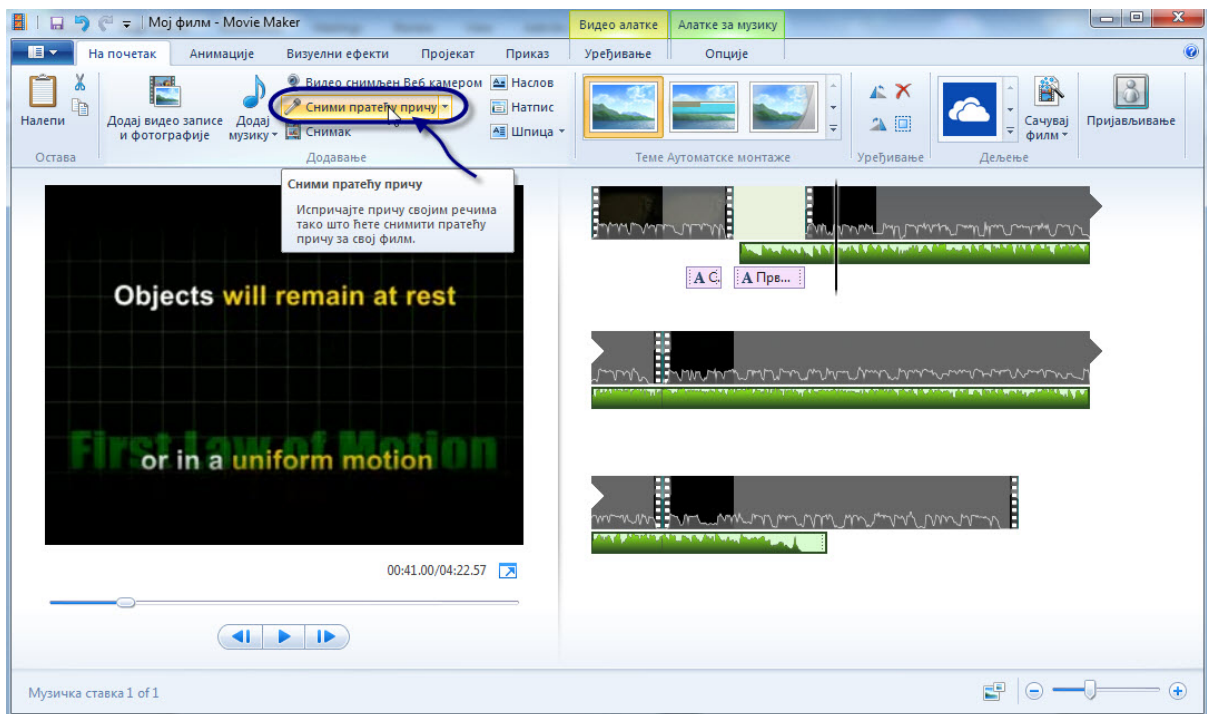 Мој филм - Movie Maker
Видео алатке
Алатке за музику
На почетак
Анимације
Визуелни ефекти
Пројекат
Приказ
Уређивање
Опције
Налепи
Додај видео записе
и фотографије
Додај
музику
Видео снимљен Веб камером
Сними пратећу причу
Снимак
Наслов
Натпис
Шпица
Сачувај
филм
Пријављивање
Остава
Додавање
Теме Аутоматске монтаже
Уређивање
Дељење
Сними пратећу причу
Испричајте причу својим речима
тако што ћете снимити пратећу
причу за свој филм.
Objects will remain at rest
First Law of Motion
or in a uniform motion
00:41.00/04:22.57
A С.
A Прв...
Музичка ставка 1 of 1